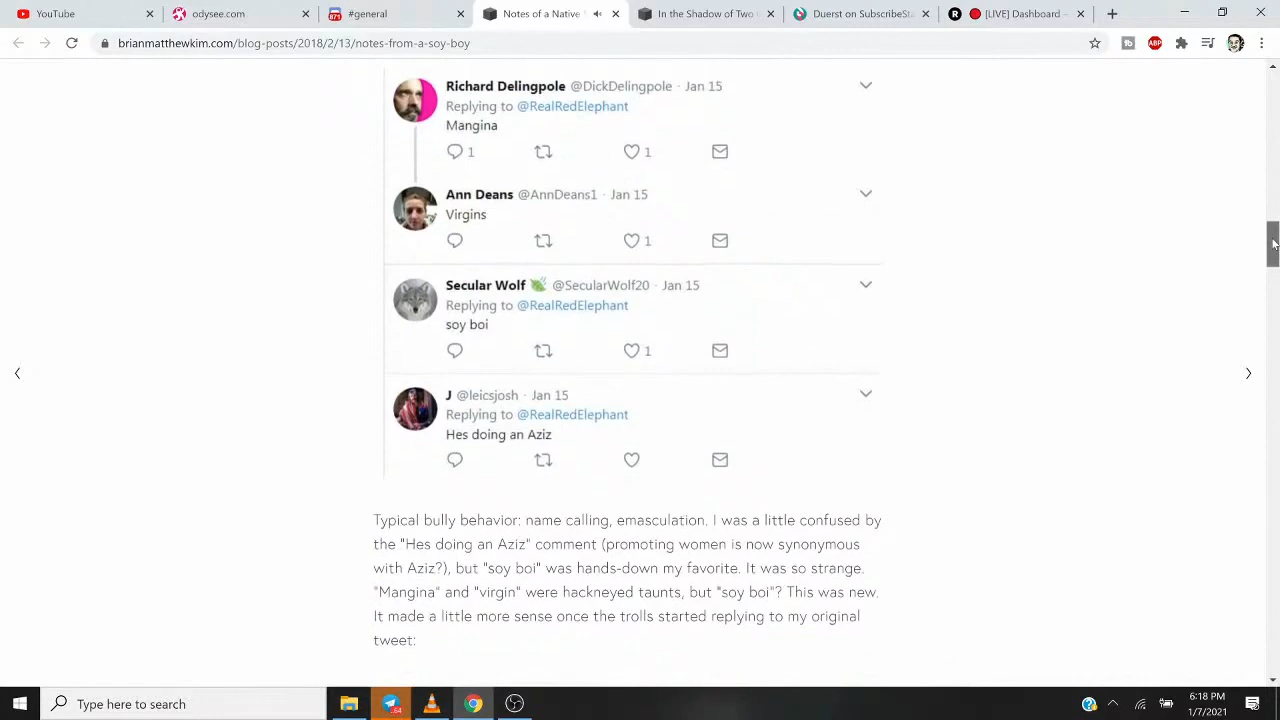 YouTube
odysee.com
871
#general
Notes of a Native
In the Shadow of Two
Duerst on SubscribeSta
R
[LIVE] Dashboard -
brianmatthewkim.com/blog-posts/2018/2/13/notes-from-a-soy-boy
ABP
Richard Delingpole @DickDelingpole · Jan 15
Replying to @RealRedElephant
Mangina
1
1
Ann Deans @AnnDeans1 · Jan 15
Virgins
1
Secular Wolf @SecularWolf20 · Jan 15
Replying to @RealRedElephant
soy boi
1
J @leicsjosh · Jan 15
Replying to @RealRedElephant
Hes doing an Aziz
Typical bully behavior: name calling, emasculation. I was a little confused by
the "Hes doing an Aziz" comment (promoting women is now synonymous
with Aziz?), but "soy boi" was hands-down my favorite. It was so strange.
"Mangina" and "virgin" were hackneyed taunts, but "soy boi"? This was new.
It made a little more sense once the trolls started replying to my original
tweet:
Type here to search
6:18 PM
1/7/2021